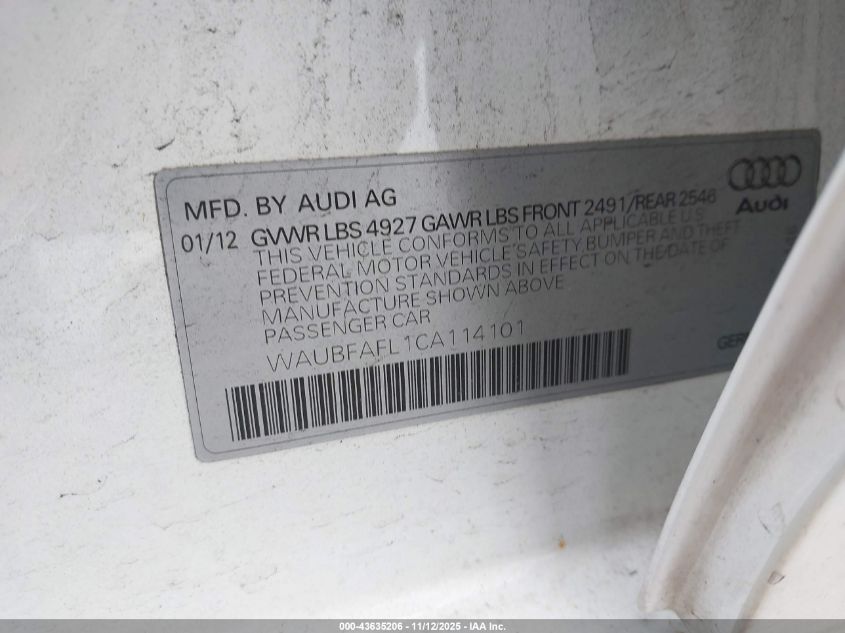 MFD. BY AUDI AG
01/12 GVWR LBS 4927 GAWR LBS FRONT 2491/REAR 2546
THIS VEHICLE CONFORMS TO ALL APPLICABLE U.S.
FEDERAL MOTOR VEHICLE SAFETY BUMPER AND THEFT
PREVENTION STANDARDS IN EFFECT ON THE DATE OF
MANUFACTURE SHOWN ABOVE
PASSENGER CAR
WAUBFAFL1CA114101
Audi
GER
000-43635206 - 11/12/2025 - IAA Inc.